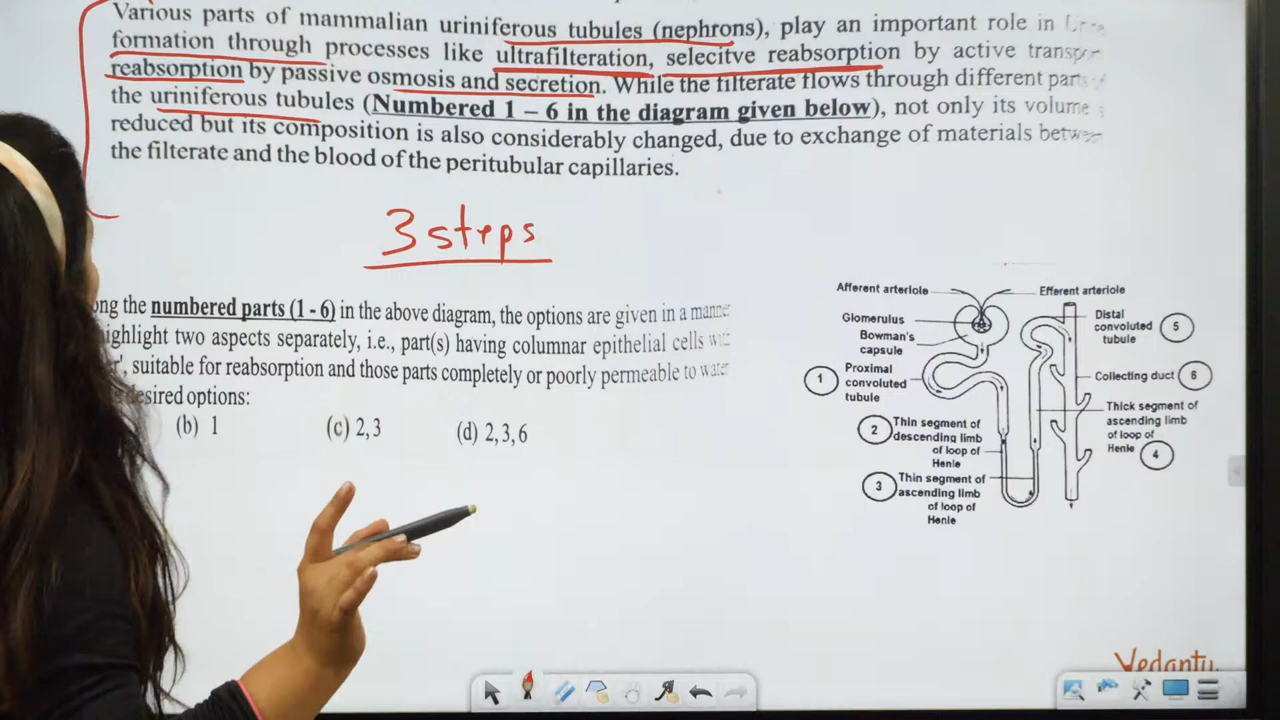 Various parts of mammalian uriniferous tubules (nephrons), play an important role in
formation through processes like ultrafilteration, selecitve reabsorption by active
reabsorption by passive osmosis and secretion. While the filterate flows through different
the uriniferous tubules (Numbered 1 – 6 in the diagram given below), not only its volume
reduced but its composition is also considerably changed, due to exchange of materials
the filterate and the blood of the peritubular capillaries.
3 steps
the numbered parts (1 - 6) in the above diagram, the options are given in a
two aspects separately, i.e., part(s) having columnar epithelial cells
suitable for reabsorption and those parts completely or poorly permeable to water
options:
(b) 1 (c) 2,3 (d) 2,3,6
Afferent arteriole
Efferent arteriole
Glomerulus
Bowman's
capsule
Distal
convoluted
tubule
5
1
Proximal
convoluted
tubule
Collecting duct
6
2
Thin segment of
descending limb
of loop of
Henle
Thick segment of
ascending limb
of loop of
Henle
4
3
Thin segment of
ascending limb
of loop of
Henle
Vedantu